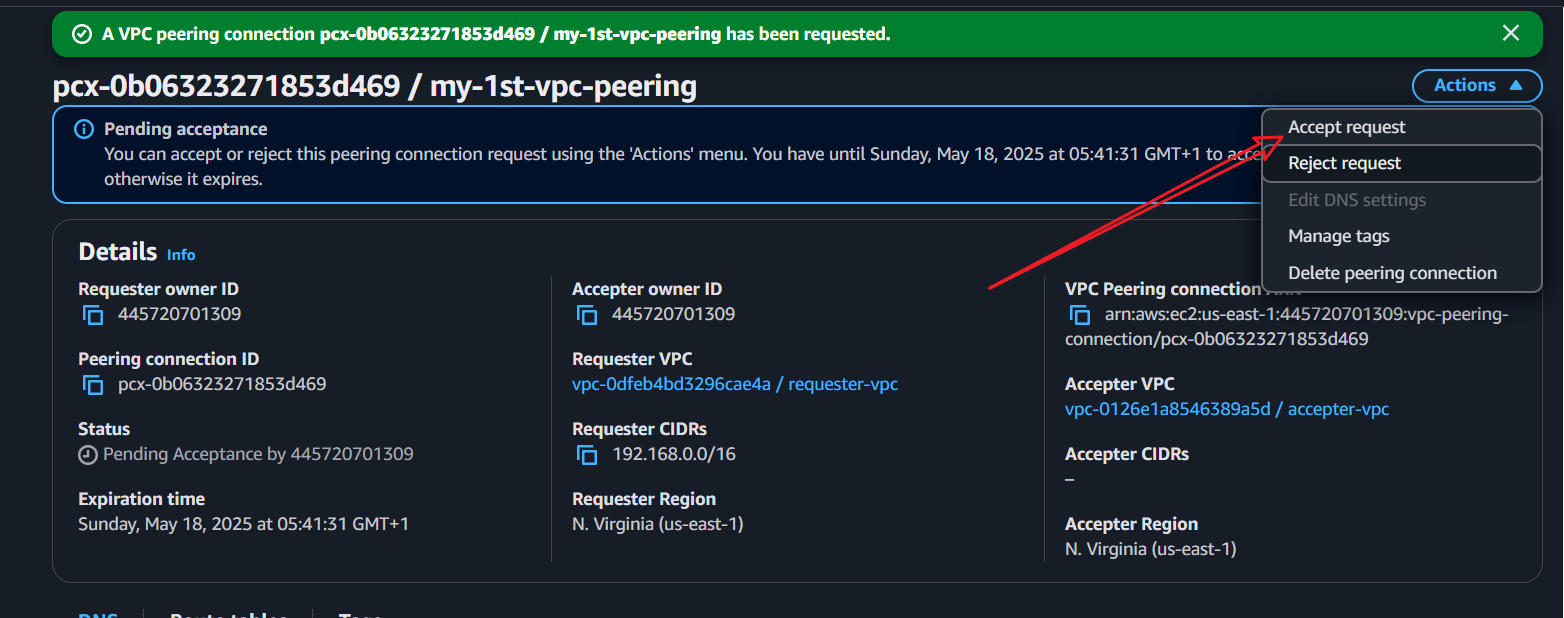 A VPC peering connection pcx-0b06323271853d469 / my-1st-vpc-peering has been requested.
pcx-0b06323271853d469 / my-1st-vpc-peering
Actions
Pending acceptance
You can accept or reject this peering connection request using the 'Actions' menu. You have until Sunday, May 18, 2025 at 05:41:31 GMT+1 to
otherwise it expires.
Accept request
Reject request
Edit DNS settings
Manage tags
Delete peering connection
Details Info
Requester owner ID
445720701309
Peering connection ID
pcx-0b06323271853d469
Status
Pending Acceptance by 445720701309
Expiration time
Sunday, May 18, 2025 at 05:41:31 GMT+1
Accepter owner ID
445720701309
Requester VPC
vpc-0dfeb4bd3296cae4a / requester-vpc
Requester CIDRs
192.168.0.0/16
Requester Region
N. Virginia (us-east-1)
VPC Peering connection
arn:aws:ec2:us-east-1:445720701309:vpc-peering-
connection/pcx-0b06323271853d469
Accepter VPC
vpc-0126e1a8546389a5d / accepter-vpc
Accepter CIDRs
–
Accepter Region
N. Virginia (us-east-1)
DNS
Route tables
Tags